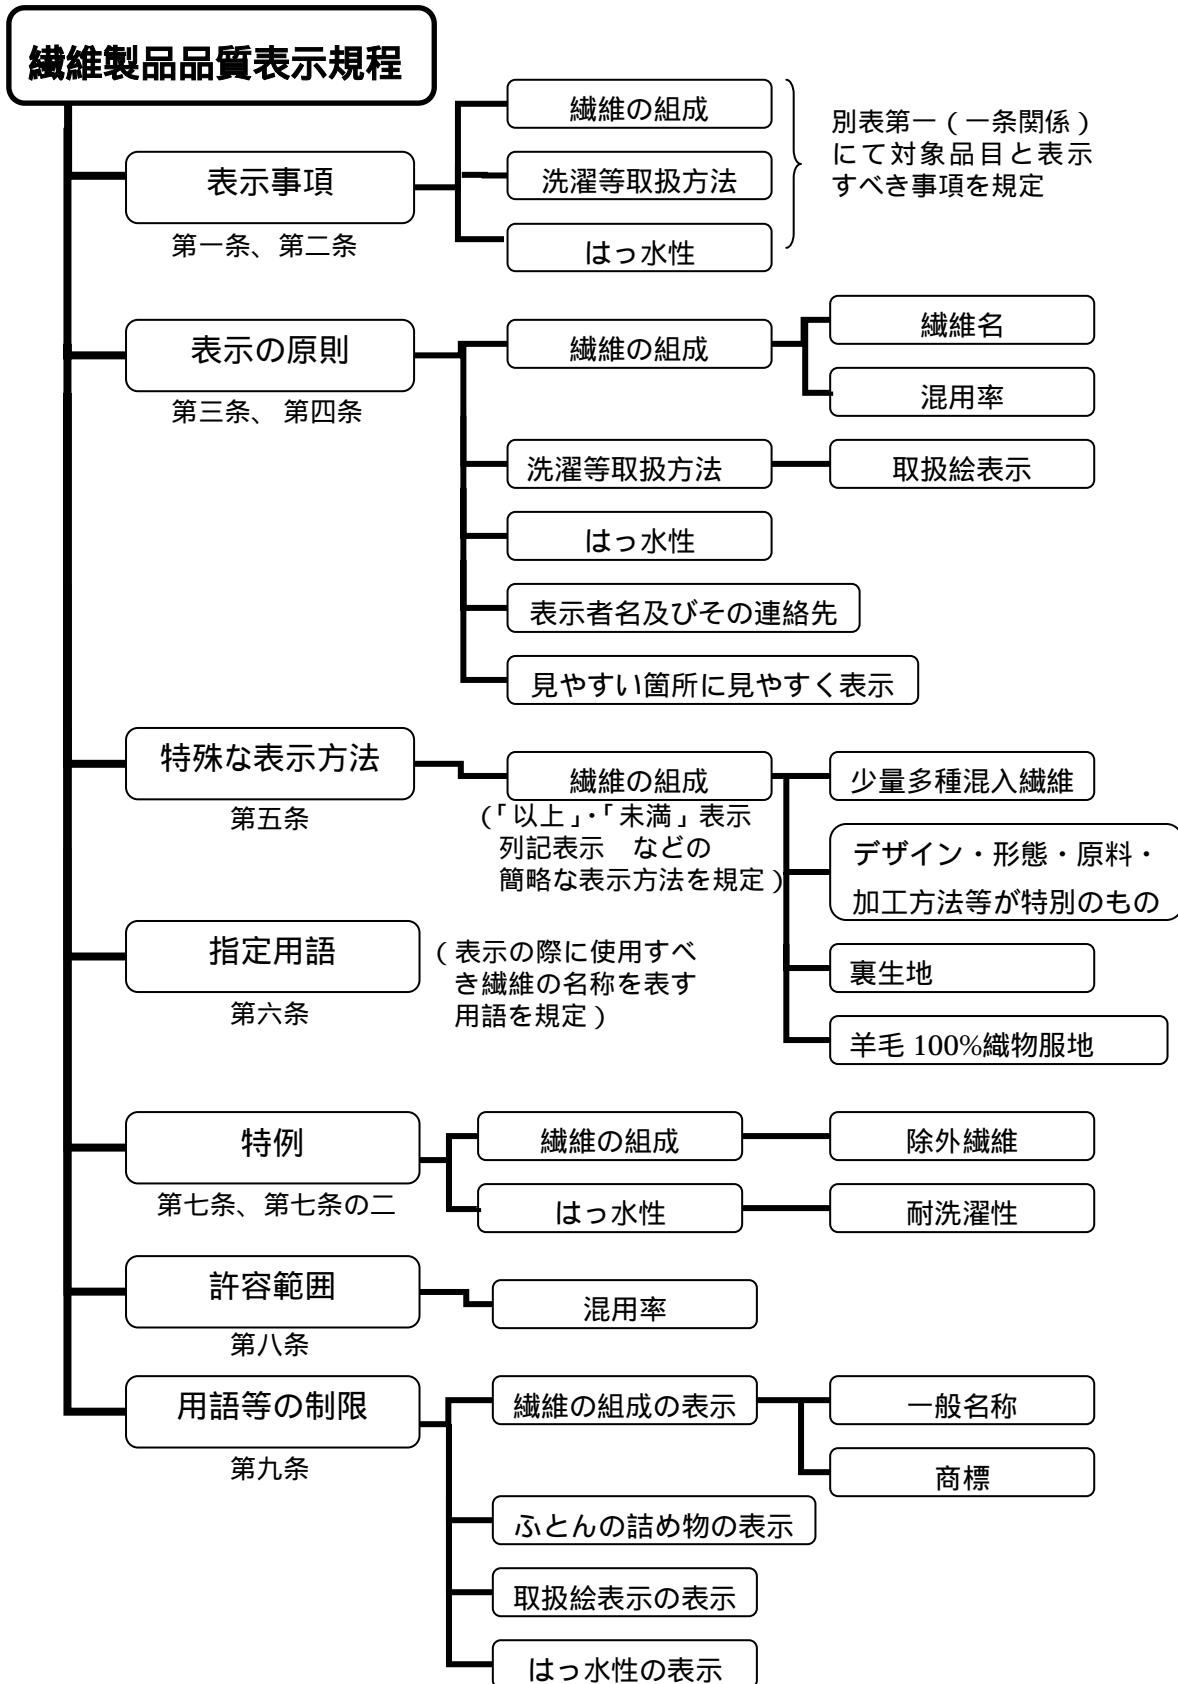 繊維製品品質表示規程
繊維の組成
別表第一（一条関係）
にて対象品目と表示
すべき事項を規定
表示事項
洗濯等取扱方法
第一条、第二条
はっ水性
表示の原則
繊維の組成
繊維名
第三条、 第四条
混用率
洗濯等取扱方法
取扱絵表示
はっ水性
表示者名及びその連絡先
見やすい箇所に見やすく表示
特殊な表示方法
第五条
繊維の組成
（「以上」・「未満」表示
列記表示　などの
簡略な表示方法を規定）
少量多種混入繊維
デザイン・形態・原料・
加工方法等が特別のもの
裏生地
羊毛 100%織物服地
指定用語
第六条
（表示の際に使用すべ
き繊維の名称を表す
用語を規定）
特例
第七条、第七条の二
繊維の組成
除外繊維
はっ水性
耐洗濯性
許容範囲
第八条
混用率
用語等の制限
第九条
繊維の組成の表示
一般名称
商標
ふとんの詰め物の表示
取扱絵表示の表示
はっ水性の表示